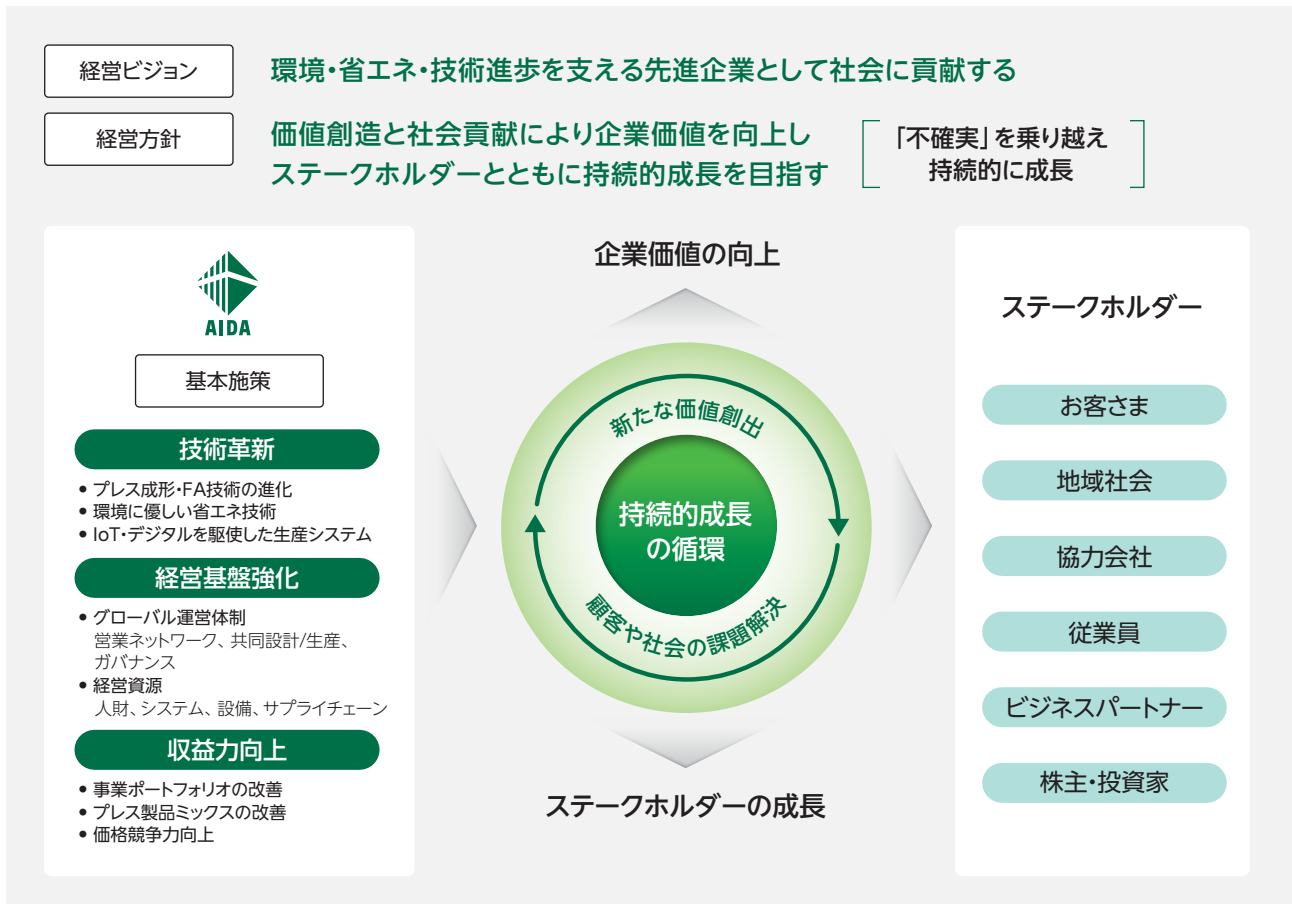 経営ビジョン
環境・省エネ・技術進歩を支える先進企業として社会に貢献する
経営方針
価値創造と社会貢献により企業価値を向上し
ステークホルダーとともに持続的成長を目指す
「不確実」を乗り越え
持続的に成長
AIDA
基本施策
技術革新
• プレス成形・FA技術の進化
• 環境に優しい省エネ技術
• IoT・デジタルを駆使した生産システム
経営基盤強化
• グローバル運営体制
営業ネットワーク、共同設計/生産、
ガバナンス
• 経営資源
人財、システム、設備、サプライチェーン
収益力向上
• 事業ポートフォリオの改善
• プレス製品ミックスの改善
• 価格競争力向上
企業価値の向上
新たな価値創出
持続的成長
の循環
顧客や社会の課題解決
ステークホルダーの成長
ステークホルダー
お客さま
地域社会
協力会社
従業員
ビジネスパートナー
株主・投資家